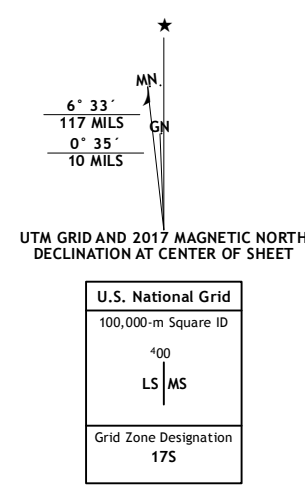 MN.
6° 33´
117 MILS
GN
0° 35´
10 MILS
UTM GRID AND 2017 MAGNETIC NORTH
DECLINATION AT CENTER OF SHEET
U.S. National Grid
100,000-m Square ID
⁴00
LS MS
Grid Zone Designation
17S